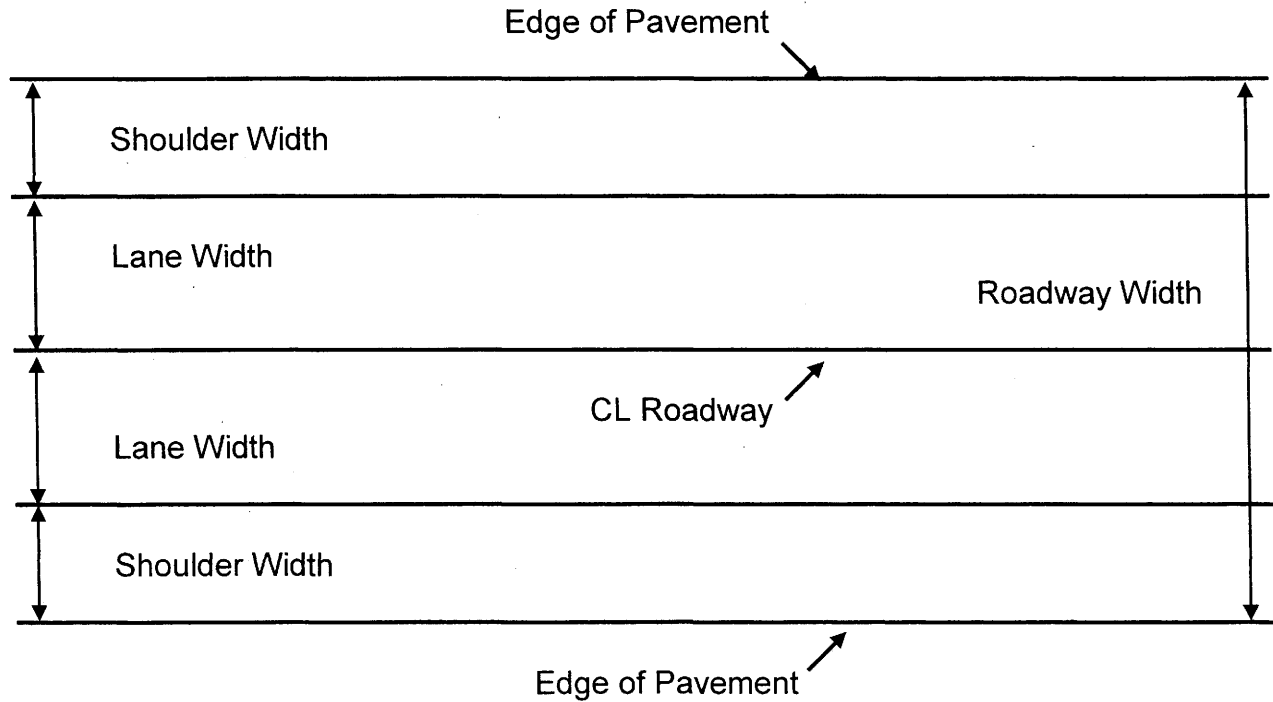 Edge of Pavement
Shoulder Width
Lane Width
Roadway Width
CL Roadway
Lane Width
Shoulder Width
Edge of Pavement